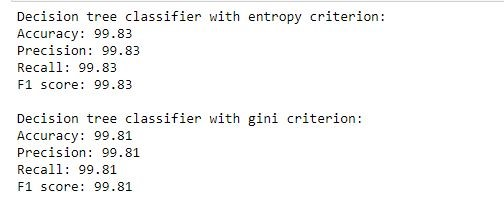 Decision tree classifier with entropy criterion:
Accuracy: 99.83
Precision: 99.83
Recall: 99.83
F1 score: 99.83
Decision tree classifier with gini criterion:
Accuracy: 99.81
Precision: 99.81
Recall: 99.81
F1 score: 99.81